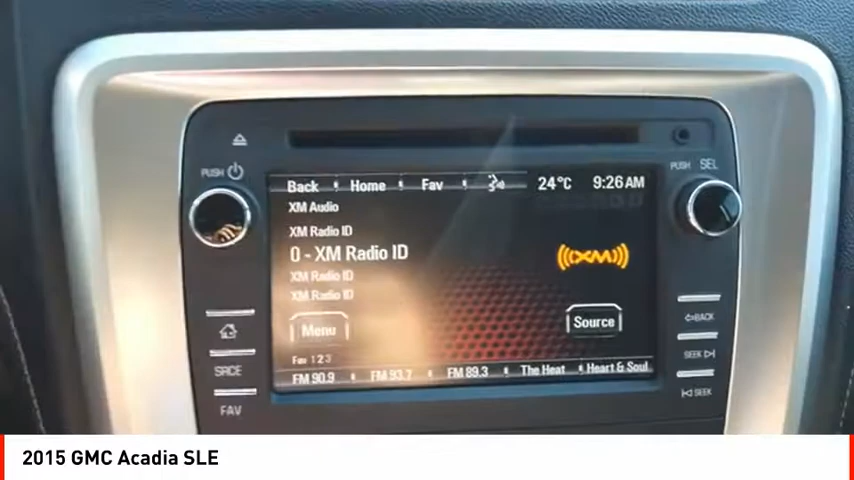 PUSH
PUSH SEL
Back Home Fav 24°C 9:26AM
XM Audio
XM Radio ID
0 - XM Radio ID
XM Radio ID
XM Radio ID
((XM))
Menu
Source
Fav 1 2 3
FM 90.9 FM 93.7 FM 89.3 The Heat Heart & Soul
SRCE
FAV
BACK
SEEK
SEEK
2015 GMC Acadia SLE